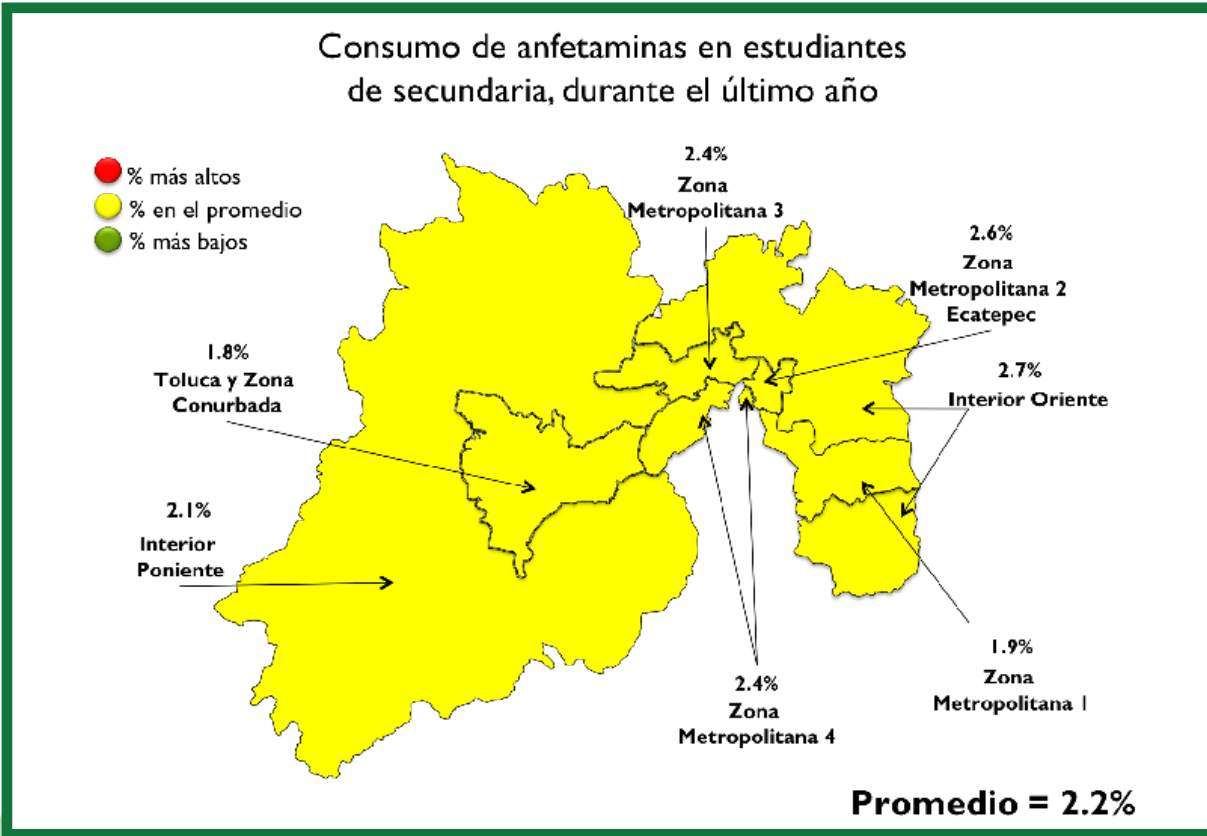 Consumo de anfetaminas en estudiantes
de secundaria, durante el último año
% más altos
% en el promedio
% más bajos
2.4%
Zona
Metropolitana 3
2.6%
Zona
Metropolitana 2
Ecatepec
1.8%
Toluca y Zona
Conurbada
2.7%
Interior Oriente
2.1%
Interior
Poniente
1.9%
Zona
Metropolitana 1
2.4%
Zona
Metropolitana 4
Promedio = 2.2%